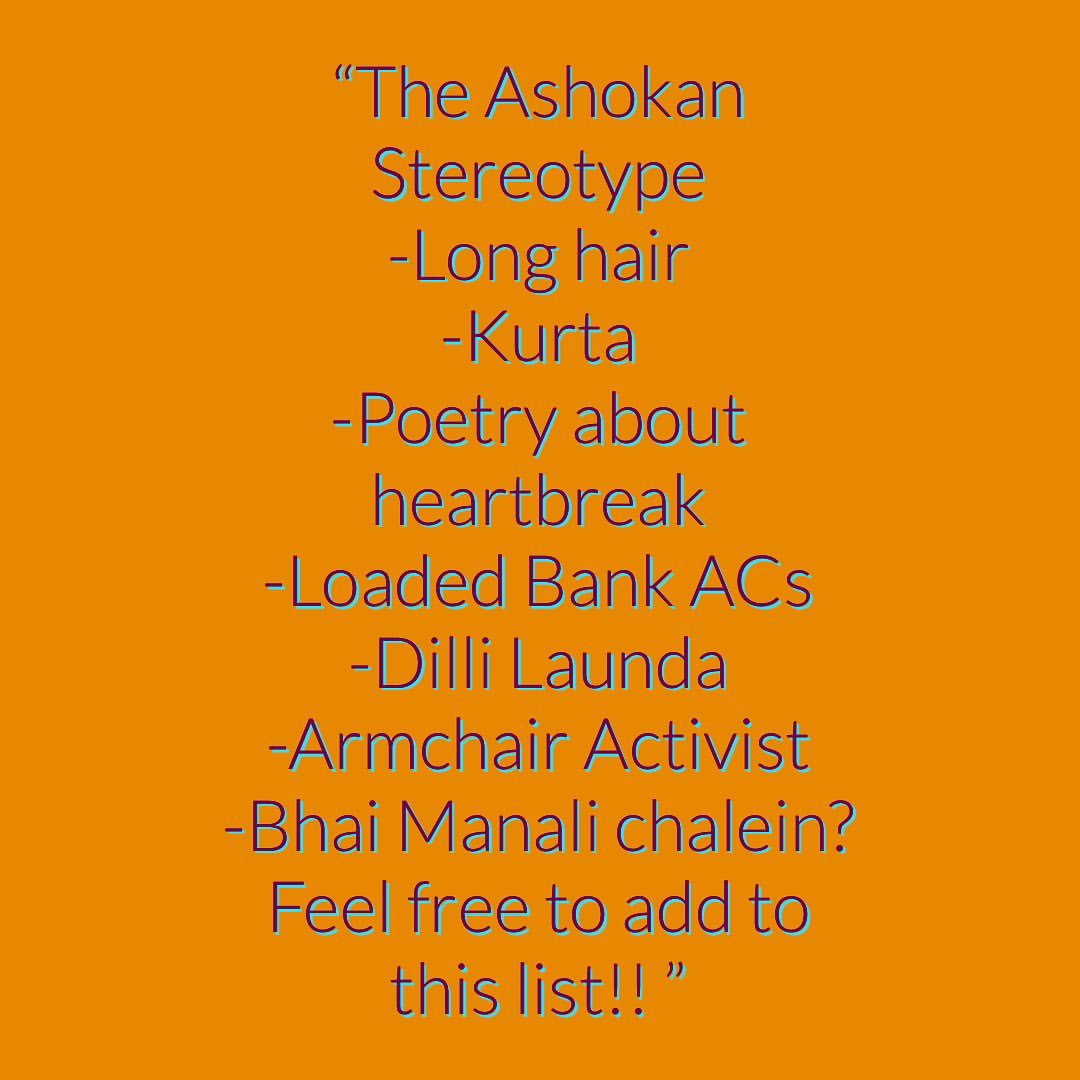 “The Ashokan
Stereotype
-Long hair
-Kurta
-Poetry about
heartbreak
-Loaded Bank ACs
-Dilli Launda
-Armchair Activist
-Bhai Manali chalein?
Feel free to add to
this list!! ”